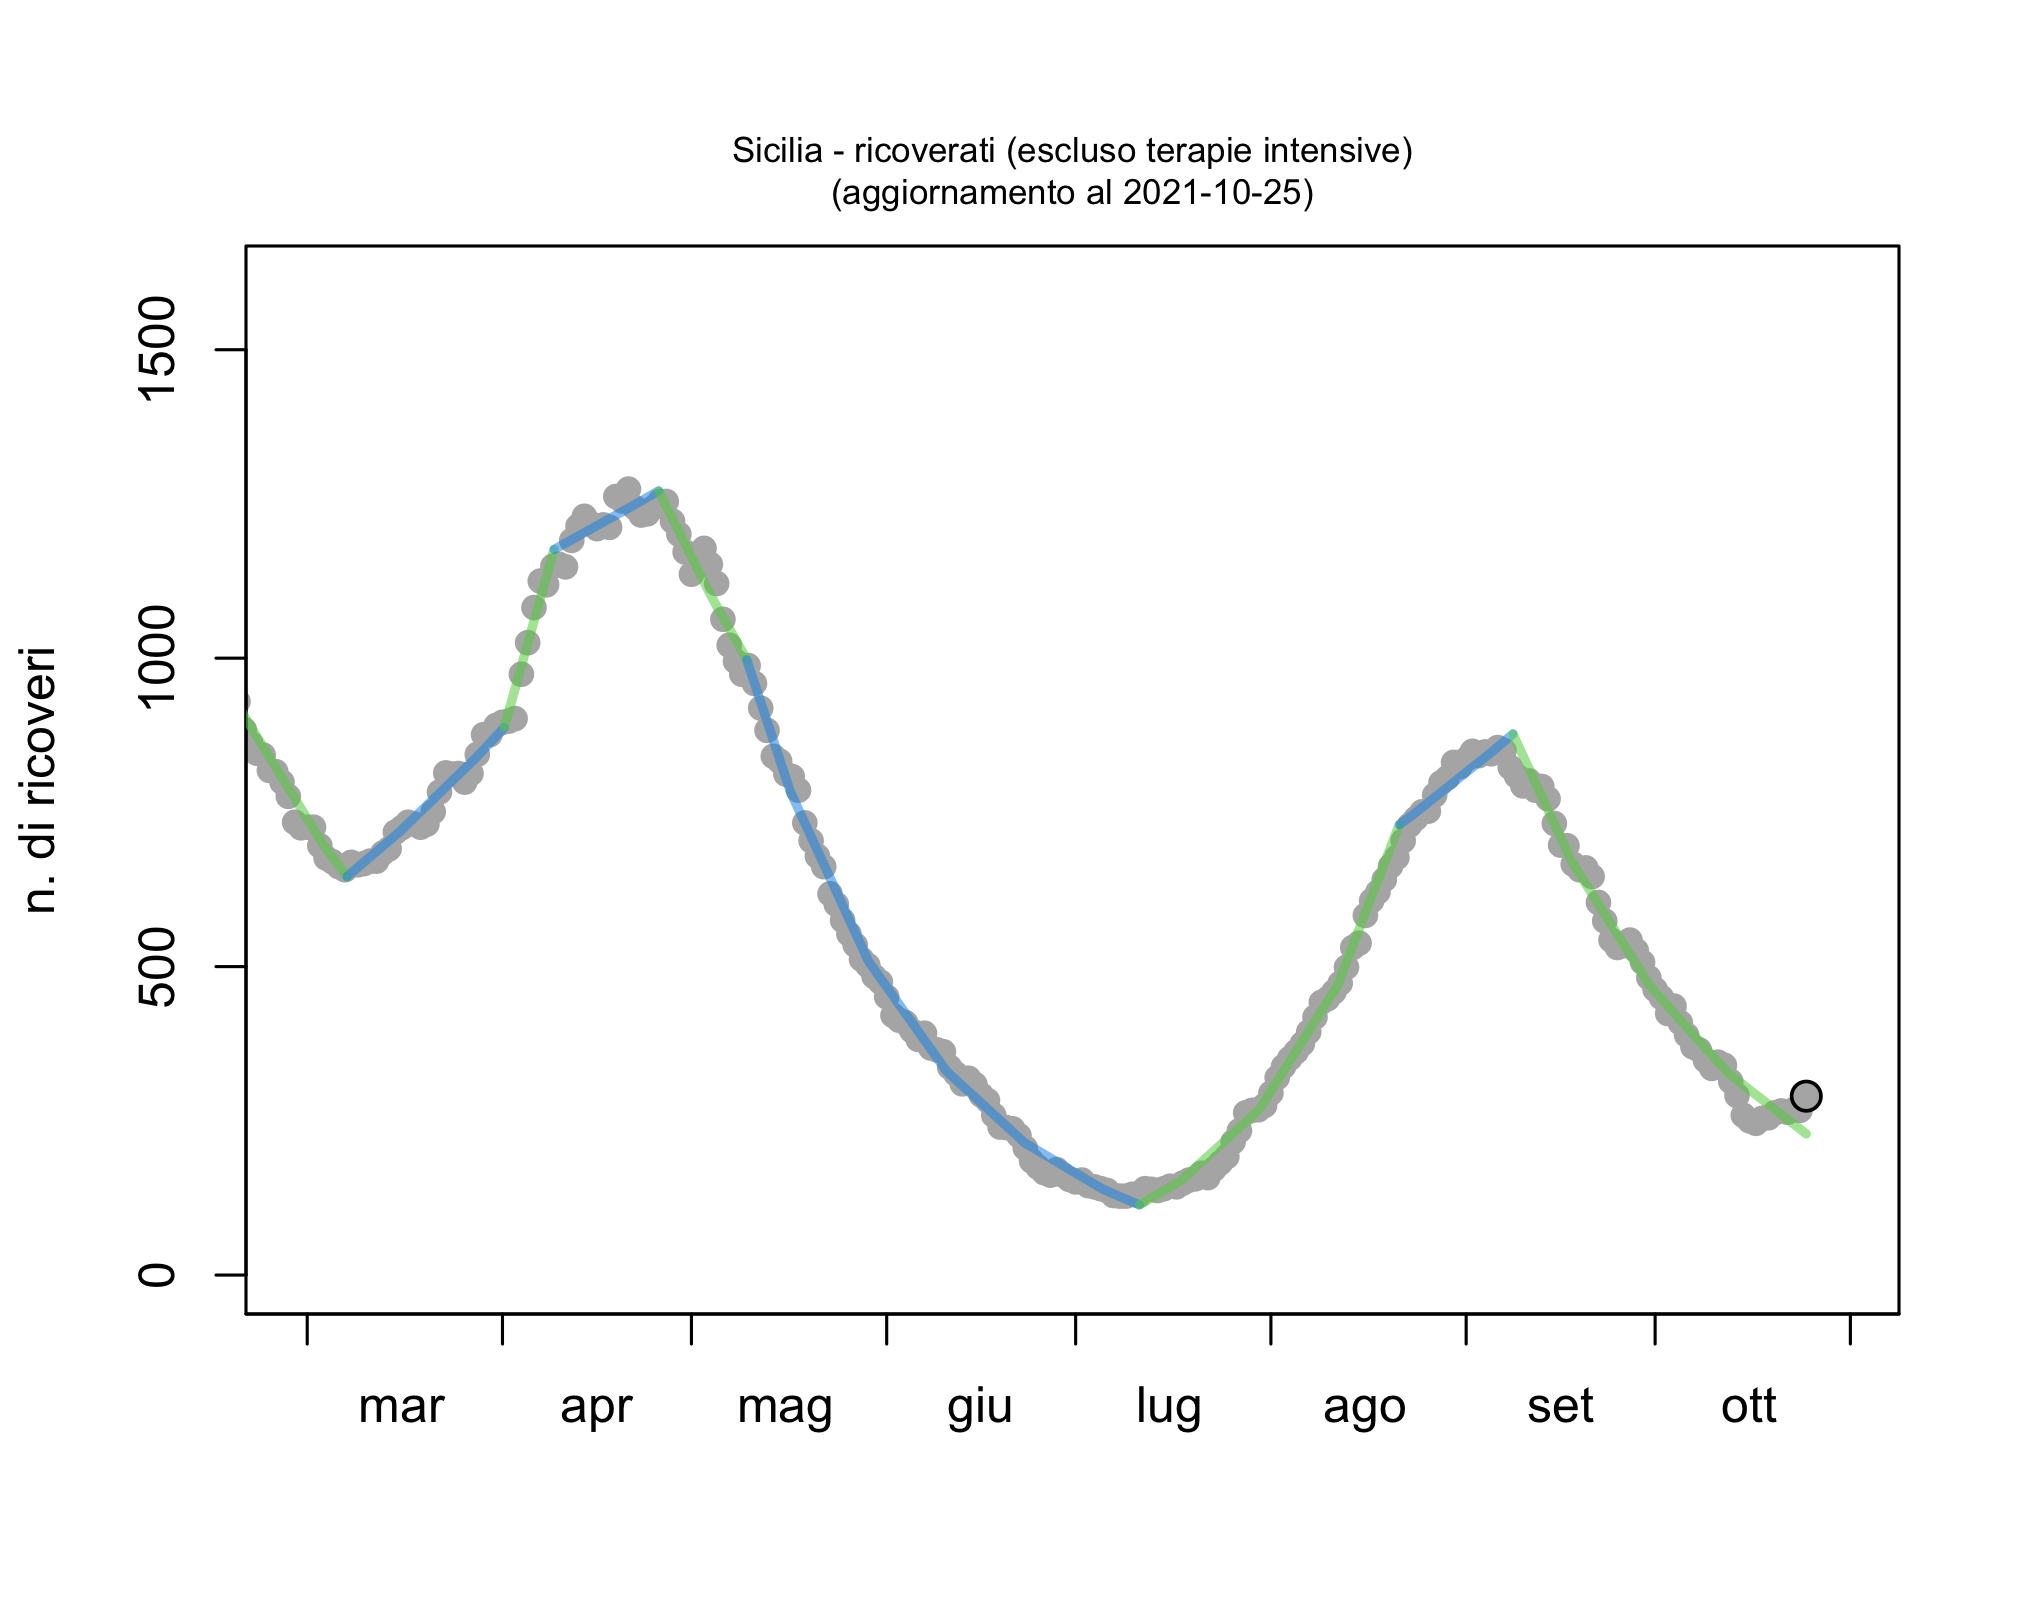 Sicilia - ricoverati (escluso terapie intensive)
(aggiornamento al 2021-10-25)
n. di ricoveri
1500
1000
500
0
mar apr mag giu lug ago set ott